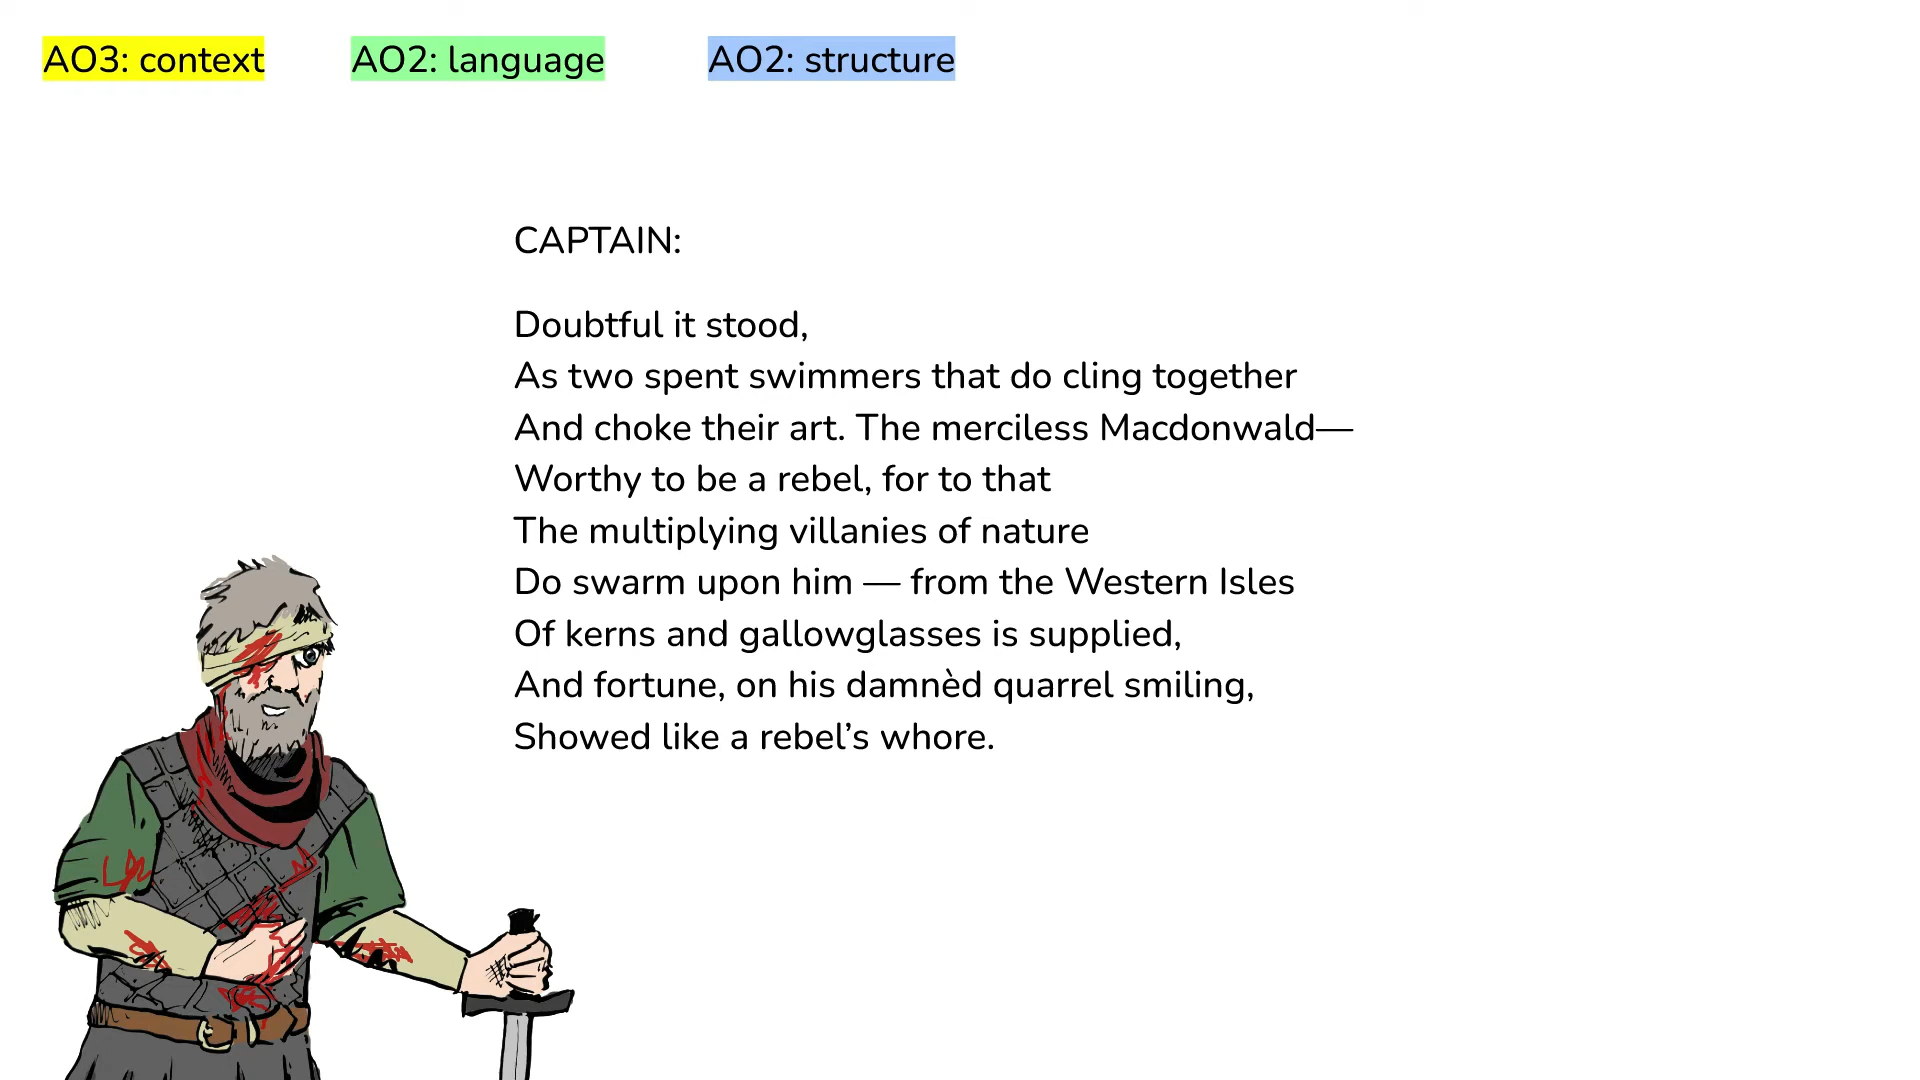 AO3: context AO2: language AO2: structure
CAPTAIN:
Doubtful it stood,
As two spent swimmers that do cling together
And choke their art. The merciless Macdonwald—
Worthy to be a rebel, for to that
The multiplying villanies of nature
Do swarm upon him — from the Western Isles
Of kerns and gallowglasses is supplied,
And fortune, on his damnèd quarrel smiling,
Showed like a rebel’s whore.